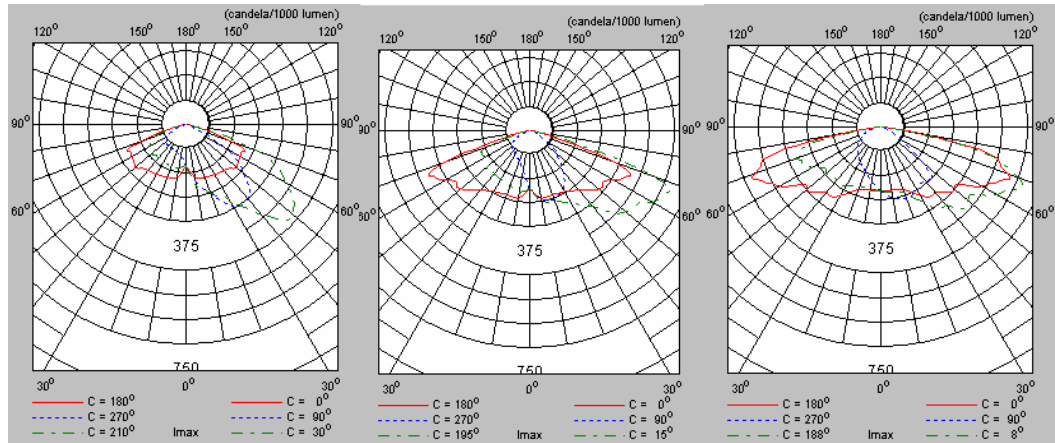 (candela/1000 lumen)
120° 150° 180° 150° 120°
90° 90°
60° 60°
375
750
30° 0° 30°
C = 180° C = 0°
C = 270° C = 90°
C = 210° Imax C = 30°
(candela/1000 lumen)
120° 150° 180° 150° 120°
90° 90°
60° 60°
375
750
30° 0° 30°
C = 180° C = 0°
C = 270° C = 90°
C = 195° Imax C = 15°
(candela/1000 lumen)
120° 150° 180° 150° 120°
90° 90°
60° 60°
375
750
30° 0° 30°
C = 180° C = 0°
C = 270° C = 90°
C = 188° Imax C = 8°